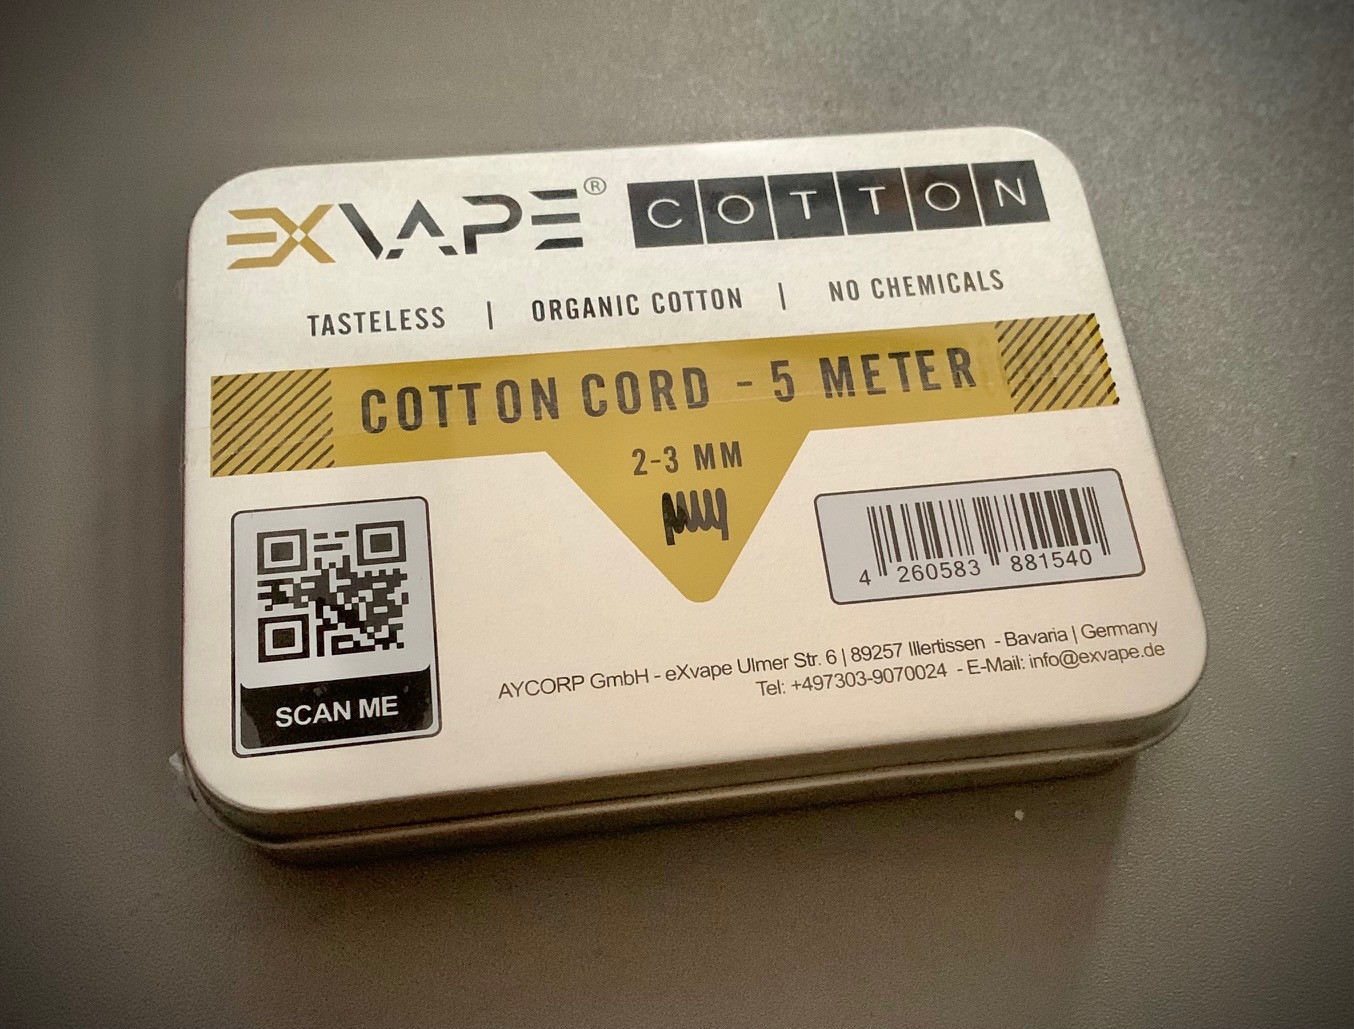 EXVAPE® COTTON
TASTELESS | ORGANIC COTTON | NO CHEMICALS
COTTON CORD - 5 METER
2-3 MM
4 260583 881540
SCAN ME
AYCORP GmbH - eXvape Ulmer Str. 6 | 89257 Illertissen - Bavaria | Germany
Tel: +497303-9070024 - E-Mail: info@exvape.de